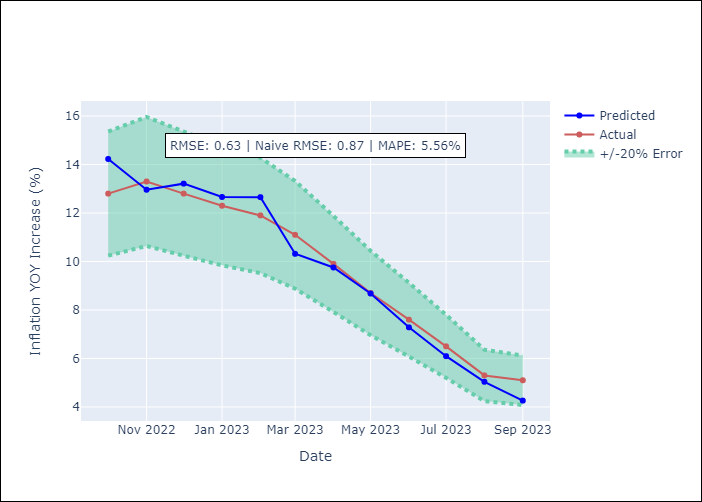 RMSE: 0.63 | Naive RMSE: 0.87 | MAPE: 5.56%
Predicted
Actual
+/-20% Error
Inflation YOY Increase (%)
16
14
12
10
8
6
4
Nov 2022 Jan 2023 Mar 2023 May 2023 Jul 2023 Sep 2023
Date